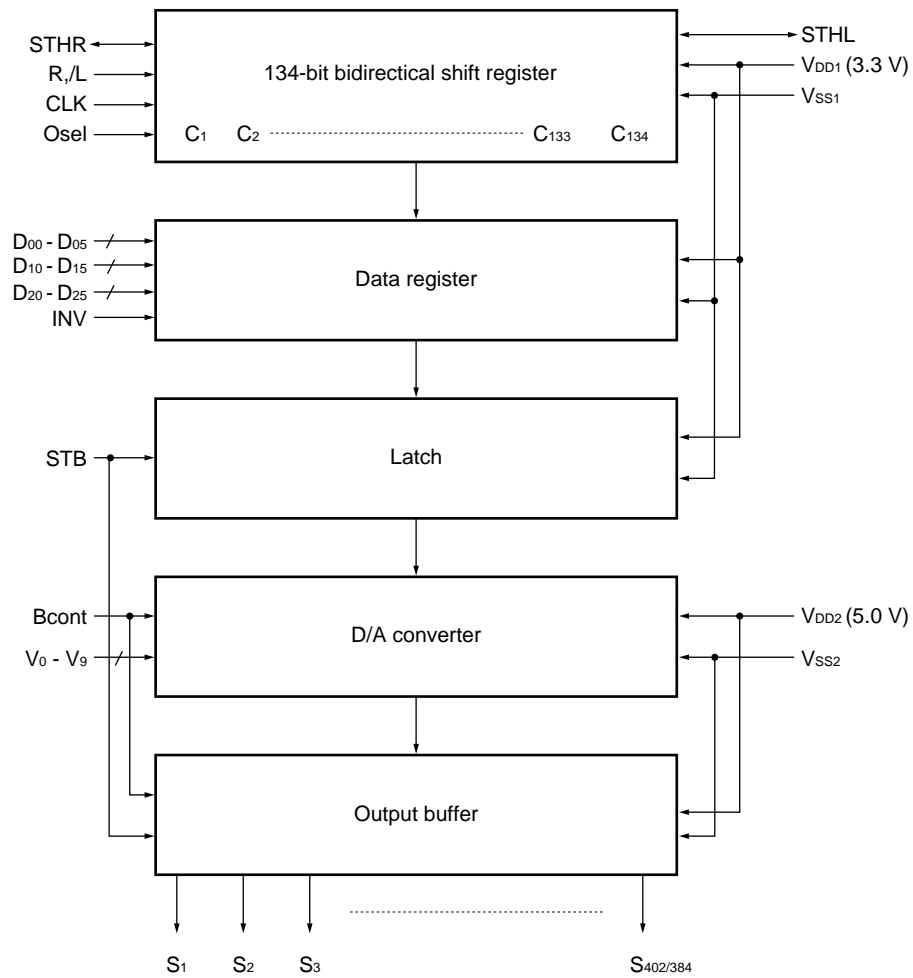 STHR
R,/L
CLK
Osel
134-bit bidirectical shift register
C1 C2 C133 C134
STHL
VDD1 (3.3 V)
VSS1
D00 - D05
D10 - D15
D20 - D25
INV
Data register
STB
Latch
Bcont
V0 - V9
D/A converter
VDD2 (5.0 V)
VSS2
Output buffer
S1 S2 S3 S402/384